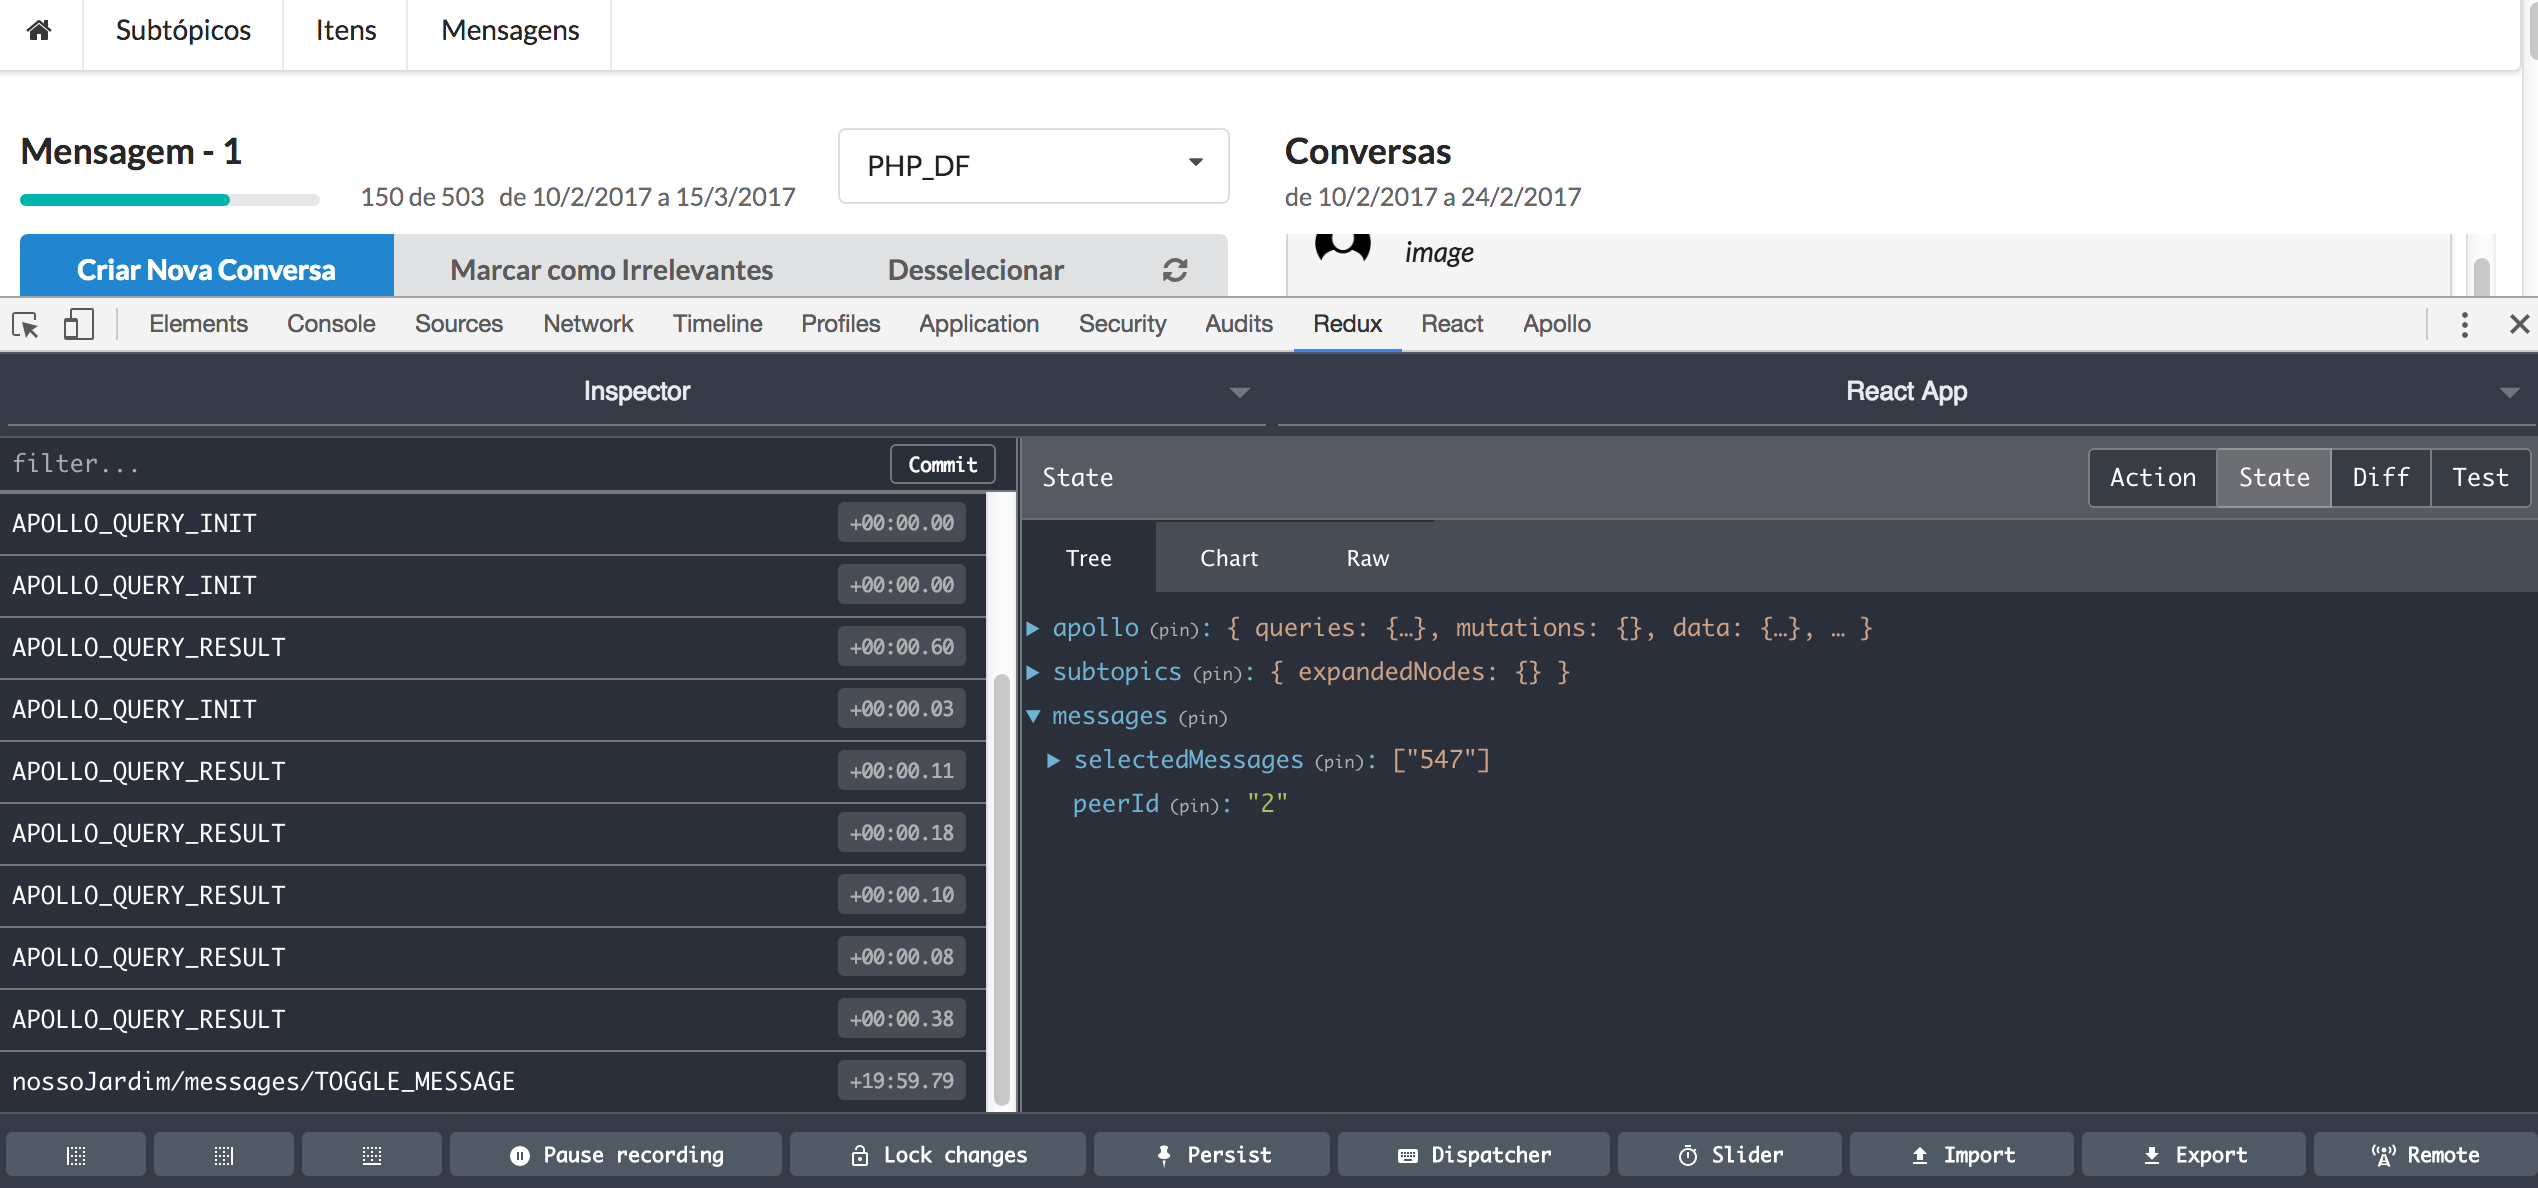 Subtópicos Itens Mensagens
Mensagem - 1
150 de 503 de 10/2/2017 a 15/3/2017
PHP_DF
Conversas
de 10/2/2017 a 24/2/2017
Criar Nova Conversa Marcar como Irrelevantes Desselecionar
image
Elements Console Sources Network Timeline Profiles Application Security Audits Redux React Apollo
Inspector React App
filter... Commit
APOLLO_QUERY_INIT +00:00.00
APOLLO_QUERY_INIT +00:00.00
APOLLO_QUERY_RESULT +00:00.60
APOLLO_QUERY_INIT +00:00.03
APOLLO_QUERY_RESULT +00:00.11
APOLLO_QUERY_RESULT +00:00.18
APOLLO_QUERY_RESULT +00:00.10
APOLLO_QUERY_RESULT +00:00.08
APOLLO_QUERY_RESULT +00:00.38
nossoJardim/messages/TOGGLE_MESSAGE +19:59.79
State Action State Diff Test
Tree Chart Raw
apollo (pin): { queries: {…}, mutations: {}, data: {…}, … }
subtopics (pin): { expandedNodes: {} }
messages (pin)
selectedMessages (pin): ["547"]
peerId (pin): "2"
Pause recording Lock changes Persist Dispatcher Slider Import Export Remote